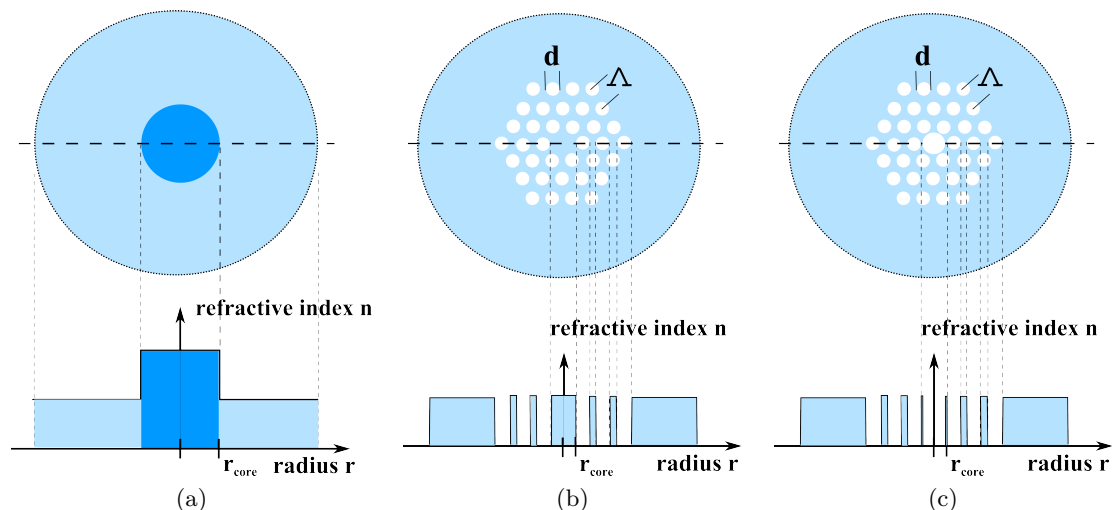 d
Λ
d
Λ
refractive index n
refractive index n
refractive index n
r_core
radius r
r_core
radius r
r_core
radius r
(a)
(b)
(c)